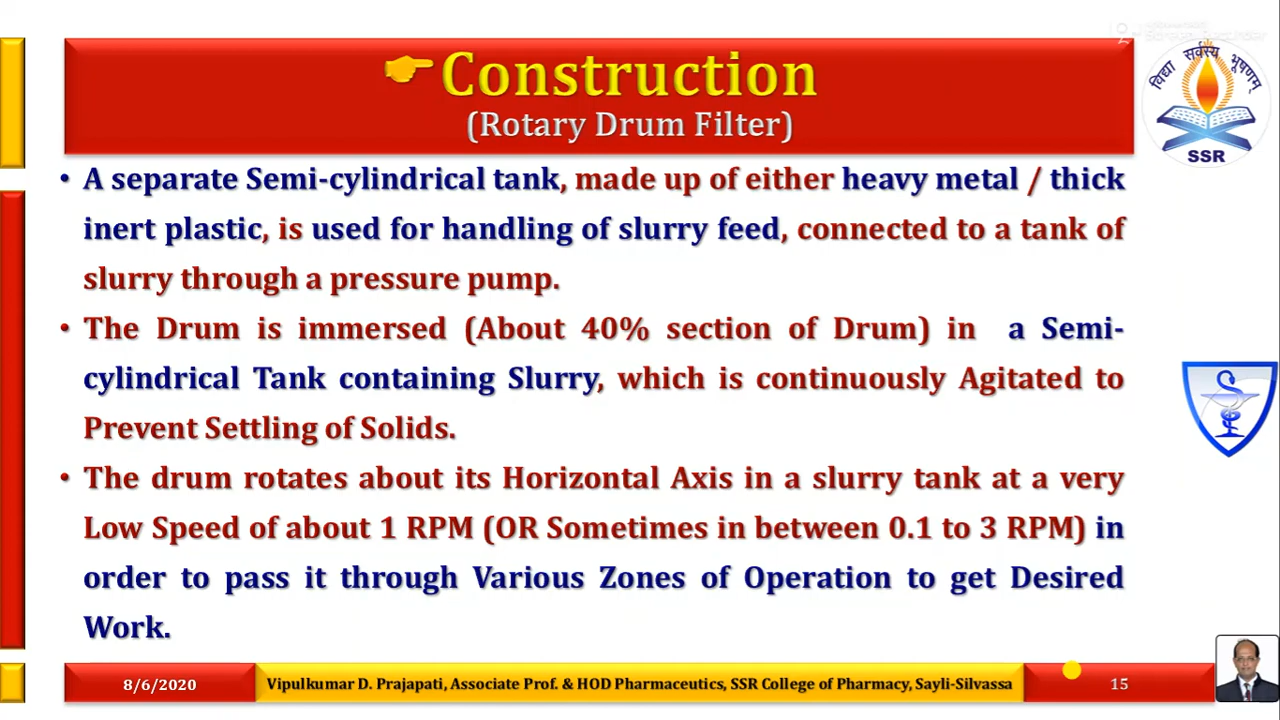 Construction
(Rotary Drum Filter)
विद्या सर्वस्य भूषणम्
SSR
• A separate Semi-cylindrical tank, made up of either heavy metal / thick
inert plastic, is used for handling of slurry feed, connected to a tank of
slurry through a pressure pump.
• The Drum is immersed (About 40% section of Drum) in a Semi-
cylindrical Tank containing Slurry, which is continuously Agitated to
Prevent Settling of Solids.
• The drum rotates about its Horizontal Axis in a slurry tank at a very
Low Speed of about 1 RPM (OR Sometimes in between 0.1 to 3 RPM) in
order to pass it through Various Zones of Operation to get Desired
Work.
8/6/2020
Vipulkumar D. Prajapati, Associate Prof. & HOD Pharmaceutics, SSR College of Pharmacy, Sayli-Silvassa
15